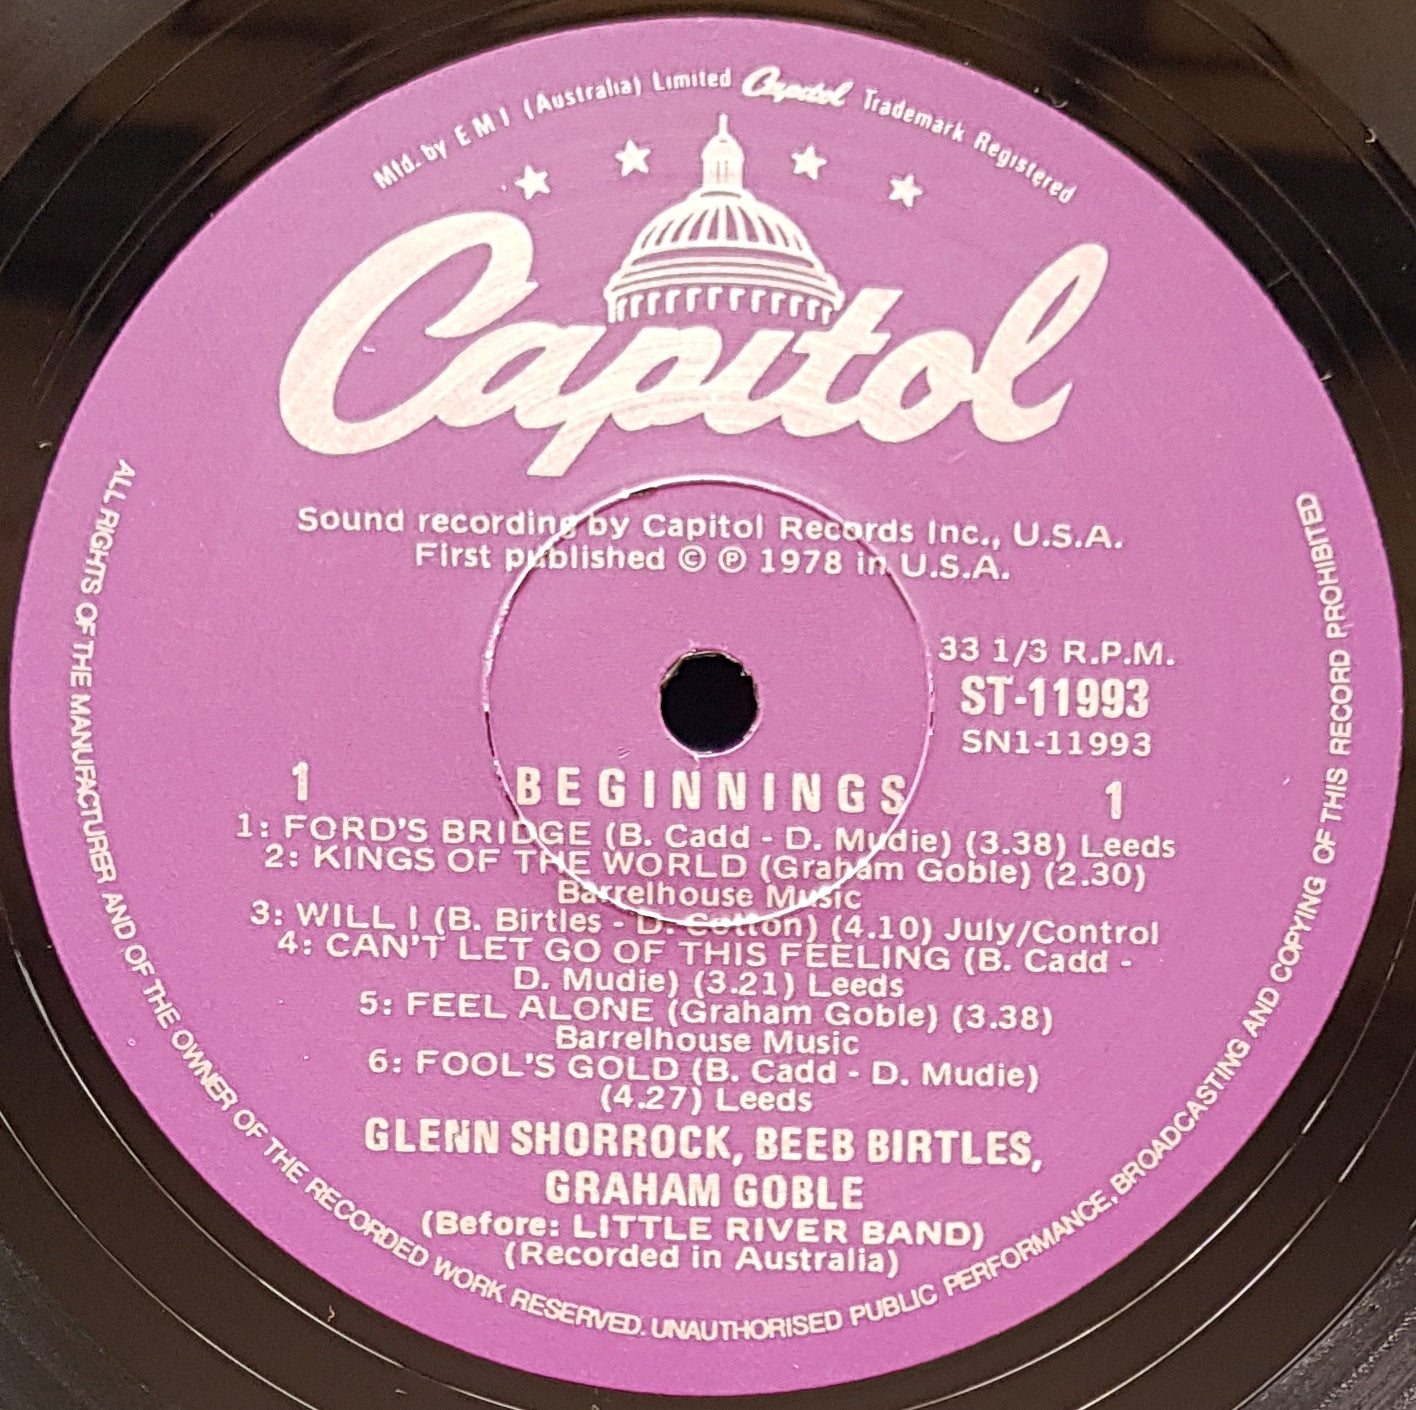 Mfd. by E M I (Australia) Limited Capitol Trademark Registered
Capitol
Sound recording by Capitol Records Inc., U.S.A.
First published © ℗ 1978 in U.S.A.
33 1/3 R.P.M.
ST-11993
SN1-11993
1 BEGINNINGS 1
1: FORD'S BRIDGE (B. Cadd - D. Mudie) (3.38) Leeds
2: KINGS OF THE WORLD (Graham Goble) (2.30)
Barrelhouse Music
3: WILL I (B. Birtles - D. Cotton) (4.10) July/Control
4: CAN'T LET GO OF THIS FEELING (B. Cadd -
D. Mudie) (3.21) Leeds
5: FEEL ALONE (Graham Goble) (3.38)
Barrelhouse Music
6: FOOL'S GOLD (B. Cadd - D. Mudie)
(4.27) Leeds
GLENN SHORROCK, BEEB BIRTLES,
GRAHAM GOBLE
(Before: LITTLE RIVER BAND)
(Recorded in Australia)
ALL RIGHTS OF THE MANUFACTURER AND OF THE OWNER OF THE RECORDED WORK RESERVED. UNAUTHORISED PUBLIC PERFORMANCE, BROADCASTING AND COPYING OF THIS RECORD PROHIBITED